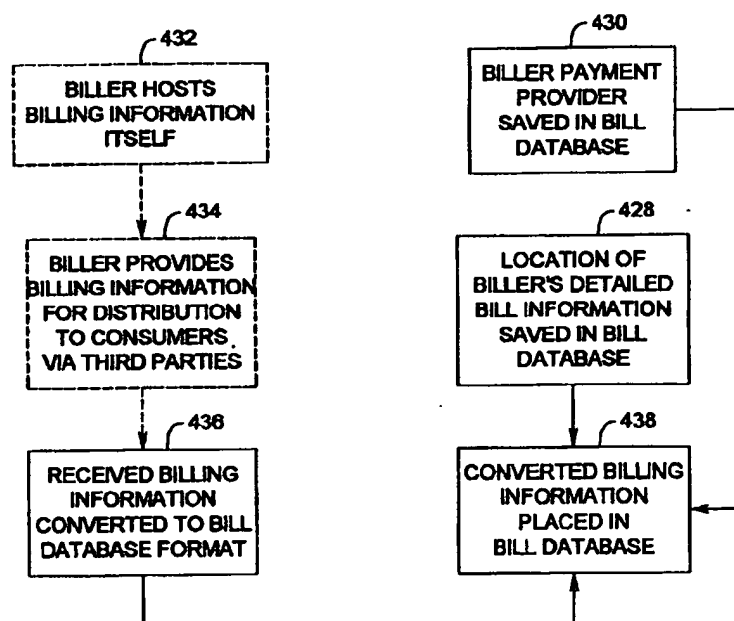 432
BILLER HOSTS
BILLING INFORMATION
ITSELF
434
BILLER PROVIDES
BILLING INFORMATION
FOR DISTRIBUTION
TO CONSUMERS
VIA THIRD PARTIES
436
RECEIVED BILLING
INFORMATION
CONVERTED TO BILL
DATABASE FORMAT
430
BILLER PAYMENT
PROVIDER
SAVED IN BILL
DATABASE
428
LOCATION OF
BILLER'S DETAILED
BILL INFORMATION
SAVED IN BILL
DATABASE
438
CONVERTED BILLING
INFORMATION
PLACED IN
BILL DATABASE